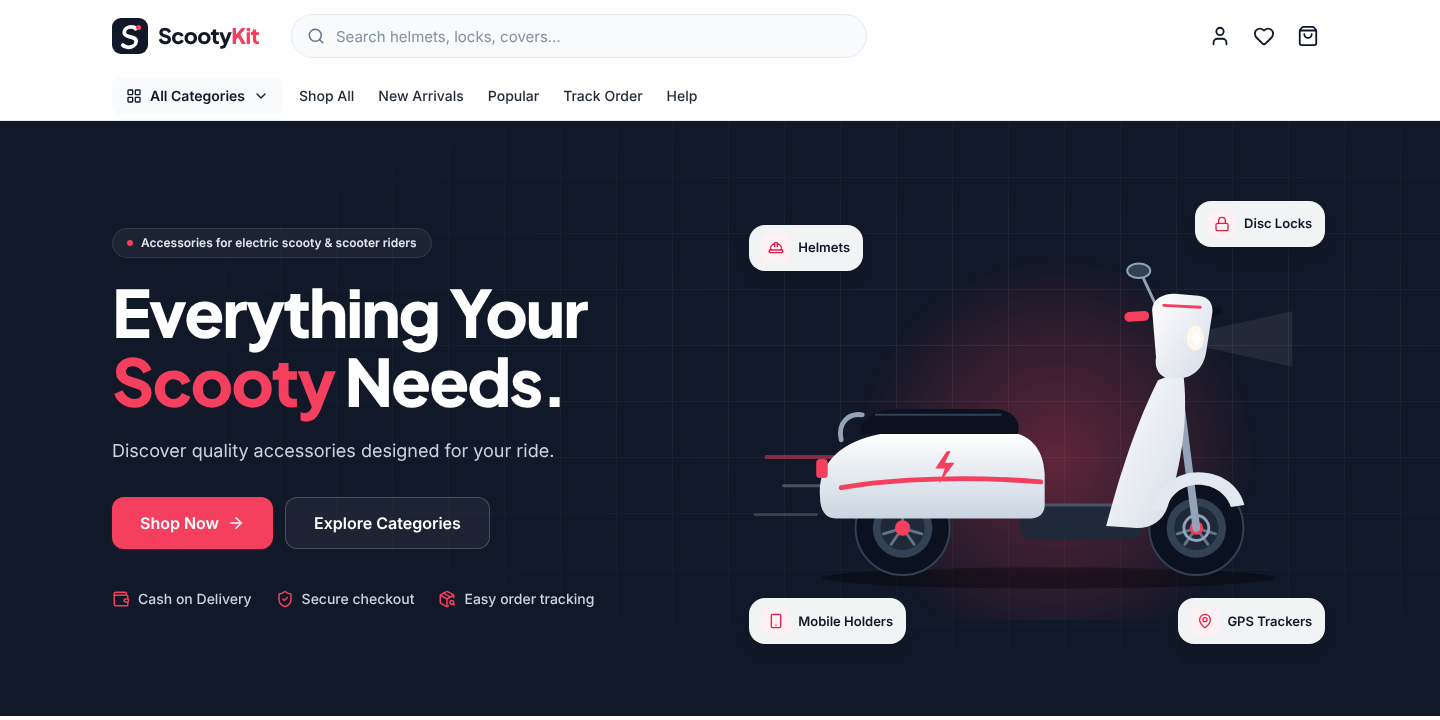 S
ScootyKit
Search helmets, locks, covers...
All Categories
Shop All
New Arrivals
Popular
Track Order
Help
Accessories for electric scooty & scooter riders
Everything Your
Scooty Needs.
Discover quality accessories designed for your ride.
Shop Now
Explore Categories
Cash on Delivery
Secure checkout
Easy order tracking
Helmets
Disc Locks
Mobile Holders
GPS Trackers